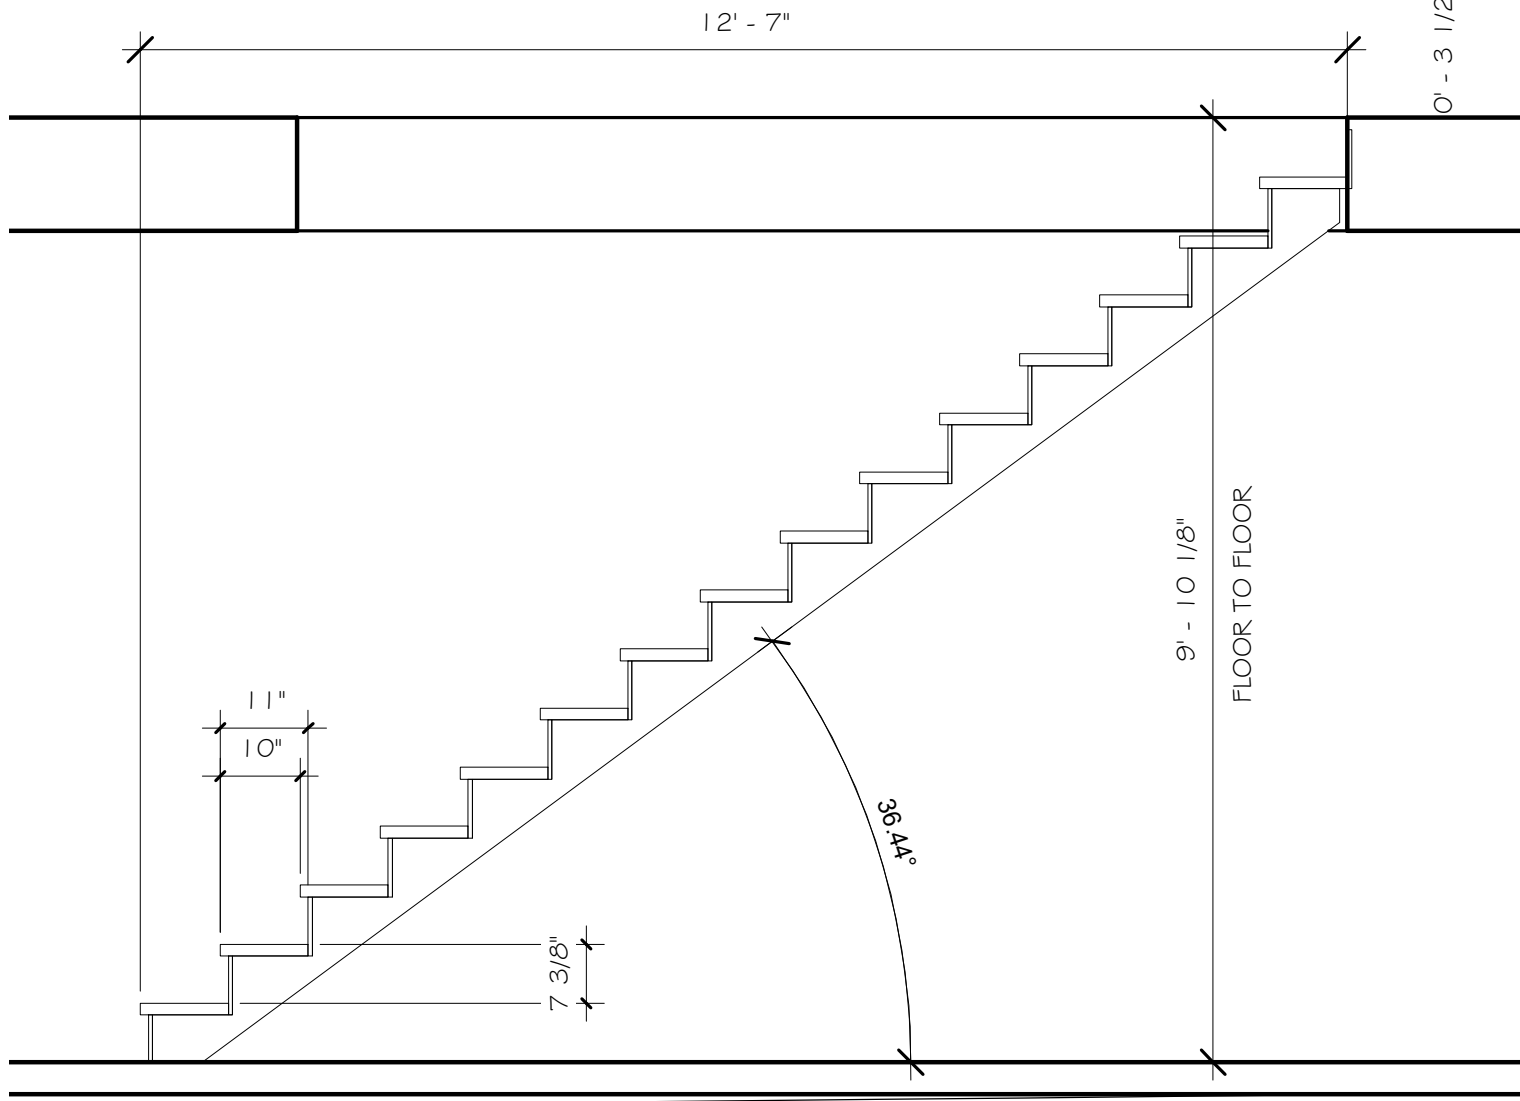 12' - 7"
0' - 3 1/2
11"
10"
9' - 10 1/8"
FLOOR TO FLOOR
36.44°
7 3/8"